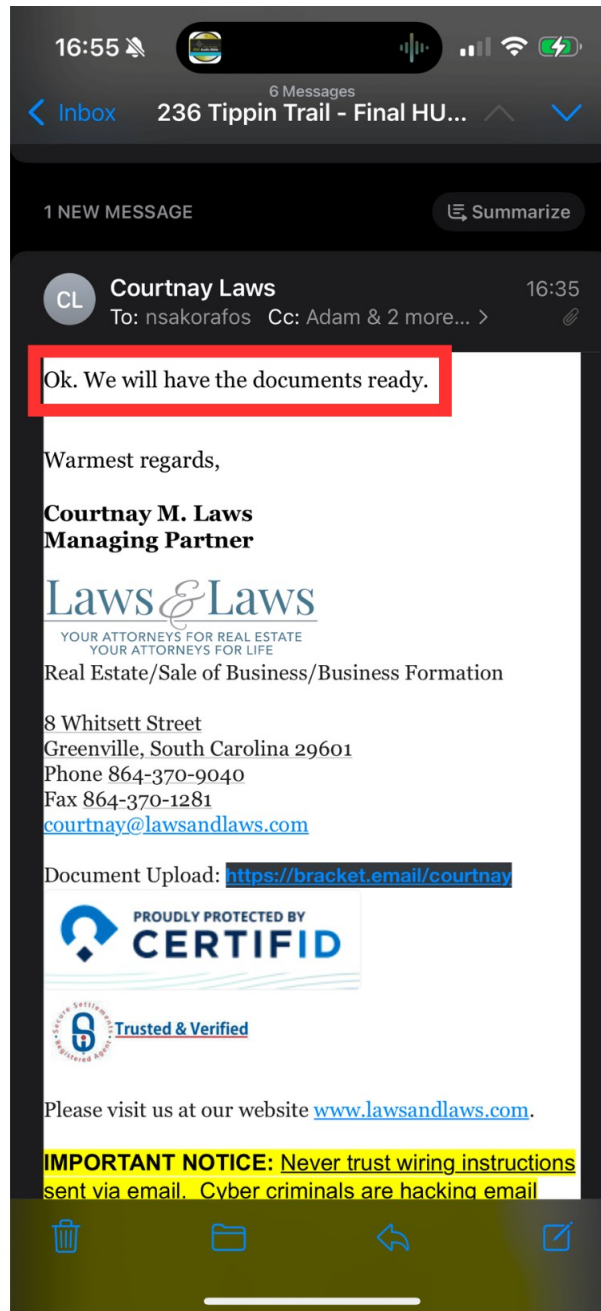 16:55
6 Messages
Inbox 236 Tippin Trail - Final HU...
1 NEW MESSAGE Summarize
CL Courtnay Laws 16:35
To: nsakorafos Cc: Adam & 2 more... >
Ok. We will have the documents ready.
Warmest regards,
Courtnay M. Laws
Managing Partner
Laws & Laws
YOUR ATTORNEYS FOR REAL ESTATE
YOUR ATTORNEYS FOR LIFE
Real Estate/Sale of Business/Business Formation
8 Whitsett Street
Greenville, South Carolina 29601
Phone 864-370-9040
Fax 864-370-1281
courtnay@lawsandlaws.com
Document Upload: https://bracket.email/courtnay
PROUDLY PROTECTED BY
CERTIFID
Secure Settlements
Registered Agent
Trusted & Verified
Please visit us at our website www.lawsandlaws.com.
IMPORTANT NOTICE: Never trust wiring instructions
sent via email. Cyber criminals are hacking email